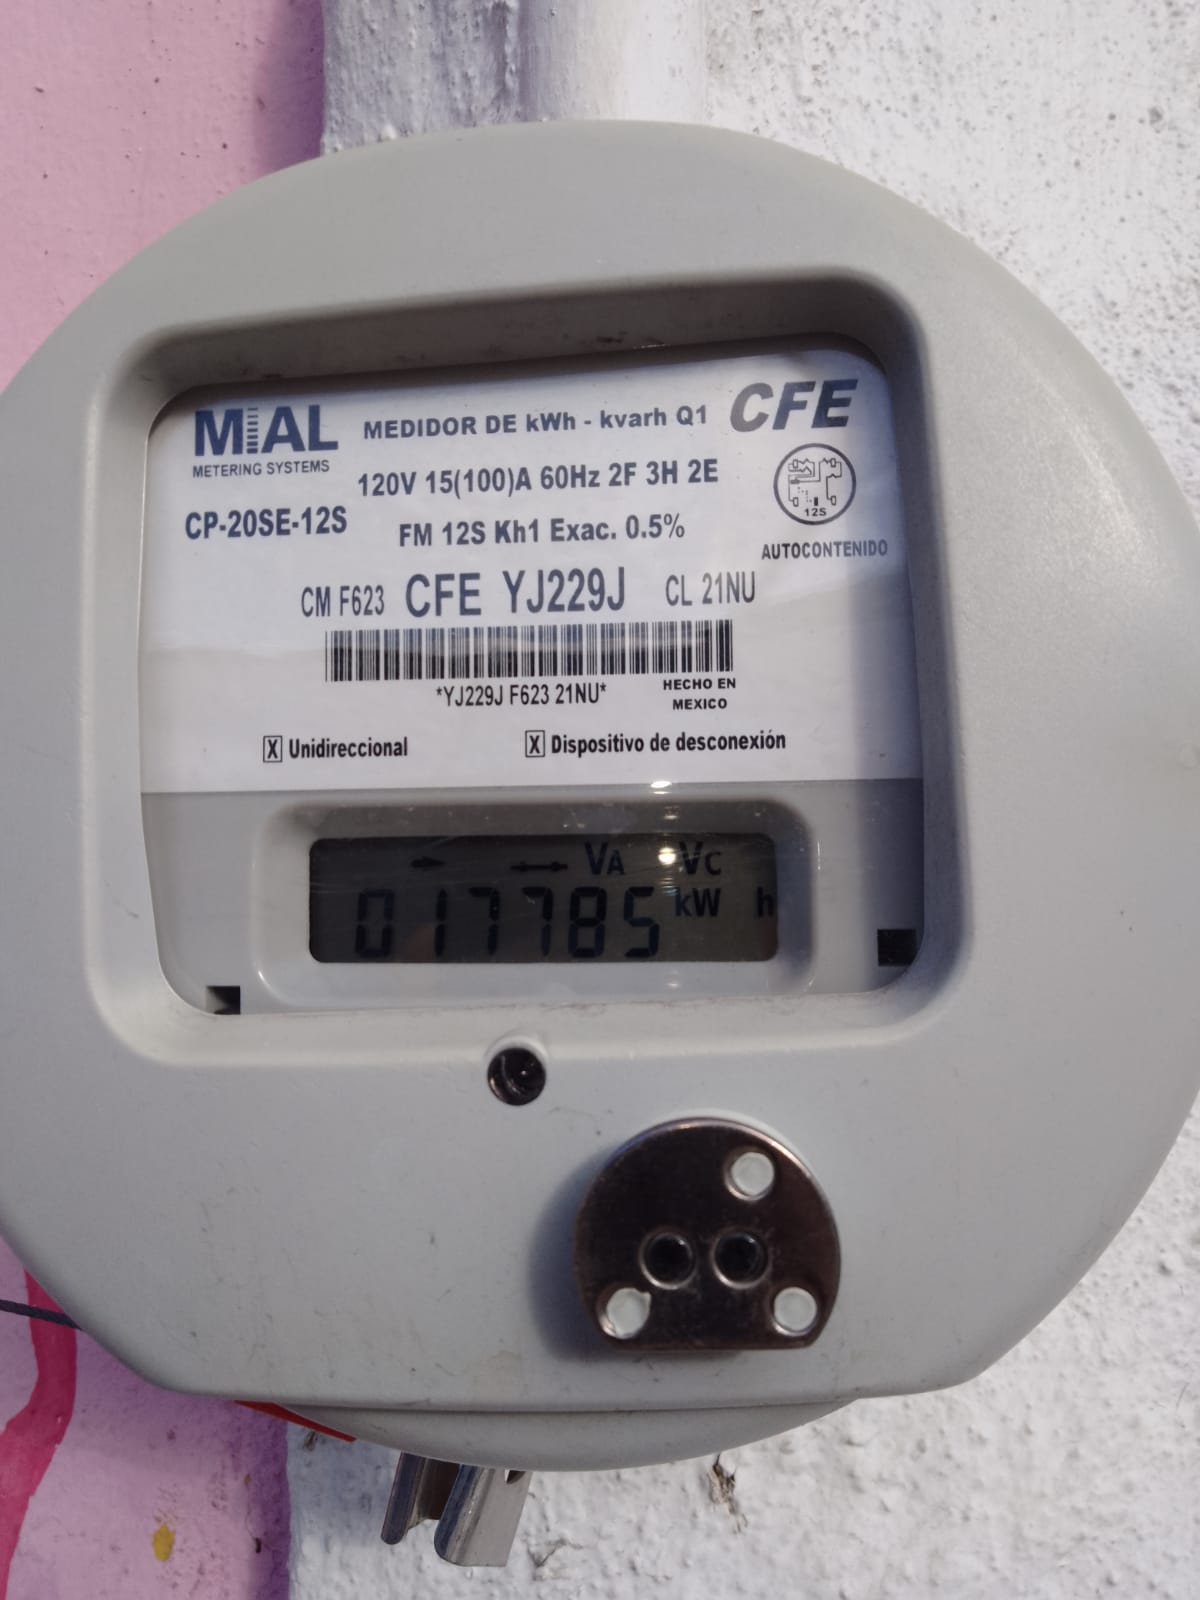 MIAL
METERING SYSTEMS
MEDIDOR DE kWh - kvarh Q1
CFE
120V 15(100)A 60Hz 2F 3H 2E
CP-20SE-12S
FM 12S Kh1 Exac. 0.5%
12S
AUTOCONTENIDO
CM F623 CFE YJ229J CL 21NU
*YJ229J F623 21NU*
HECHO EN
MEXICO
X Unidireccional
X Dispositivo de desconexión
VA VC
017785 kW h